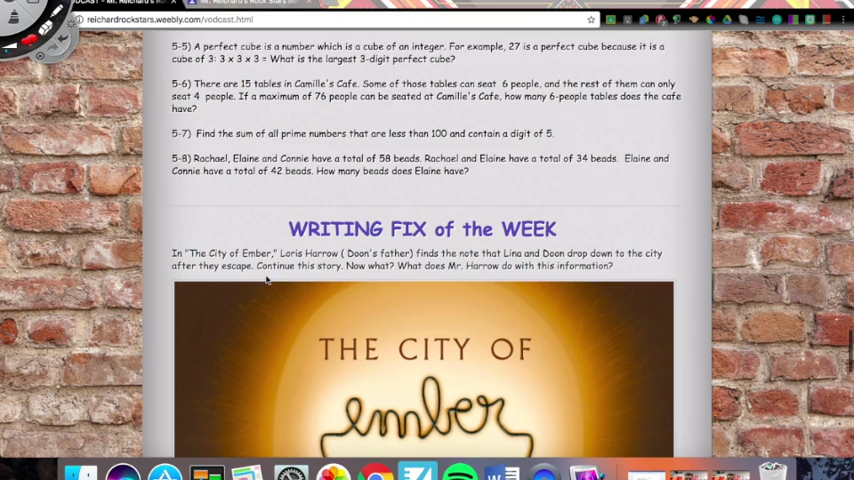 reichardrockstars.weebly.com/vodcast.html
5-5) A perfect cube is a number which is a cube of an integer. For example, 27 is a perfect cube because it is a
cube of 3: 3 x 3 x 3 = What is the largest 3-digit perfect cube?
5-6) There are 15 tables in Camille's Cafe. Some of those tables can seat 6 people, and the rest of them can only
seat 4 people. If a maximum of 76 people can be seated at Camille's Cafe, how many 6-people tables does the cafe
have?
5-7) Find the sum of all prime numbers that are less than 100 and contain a digit of 5.
5-8) Rachael, Elaine and Connie have a total of 58 beads. Rachael and Elaine have a total of 34 beads. Elaine and
Connie have a total of 42 beads. How many beads does Elaine have?
WRITING FIX of the WEEK
In "The City of Ember," Loris Harrow ( Doon's father) finds the note that Lina and Doon drop down to the city
after they escape. Continue this story. Now what? What does Mr. Harrow do with this information?
THE CITY OF
ember